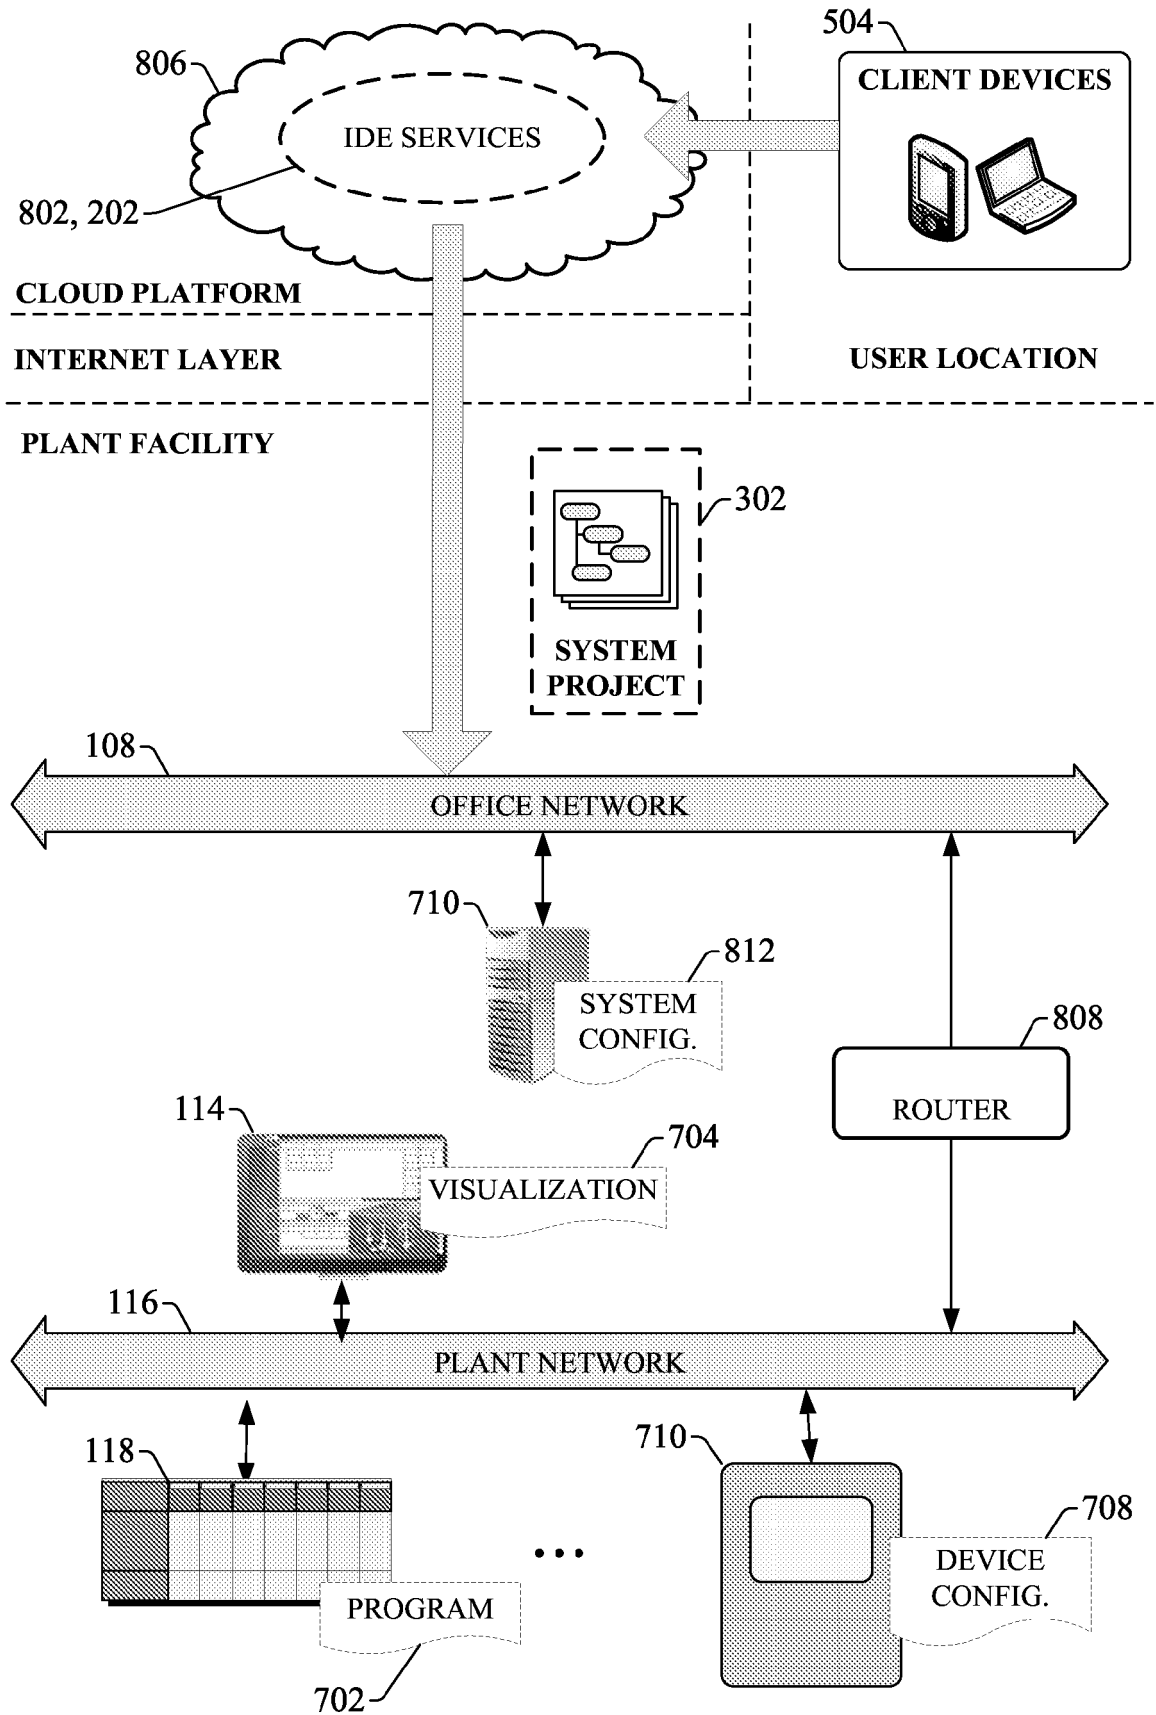 504
806
CLIENT DEVICES
IDE SERVICES
802, 202
CLOUD PLATFORM
INTERNET LAYER
USER LOCATION
PLANT FACILITY
302
SYSTEM
PROJECT
108
OFFICE NETWORK
710
812
SYSTEM
CONFIG.
808
ROUTER
114
704
VISUALIZATION
116
PLANT NETWORK
118
710
708
DEVICE
CONFIG.
...
PROGRAM
702